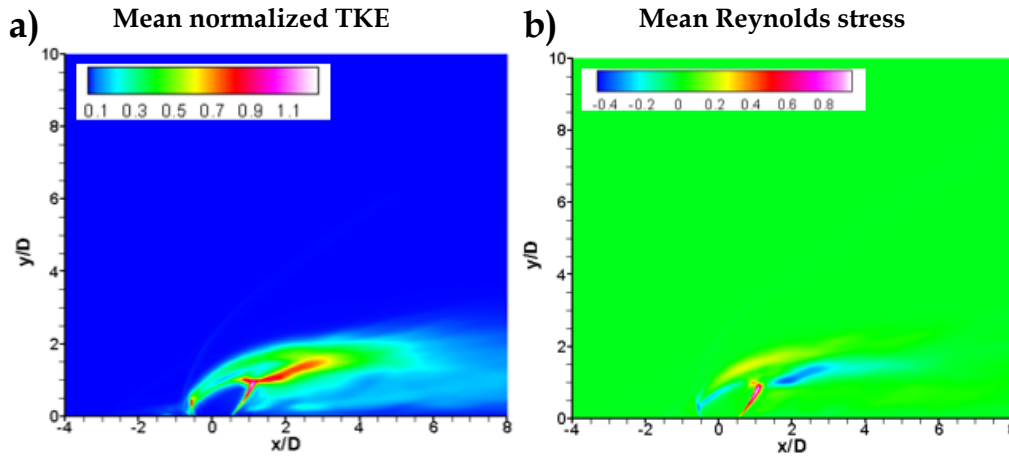 a)
Mean normalized TKE
0.1 0.3 0.5 0.7 0.9 1.1
10
8
6
4
2
0
y/D
-4 -2 0 2 4 6 8
x/D
b)
Mean Reynolds stress
-0.4 -0.2 0 0.2 0.4 0.6 0.8
10
8
6
4
2
0
y/D
-4 -2 0 2 4 6 8
x/D